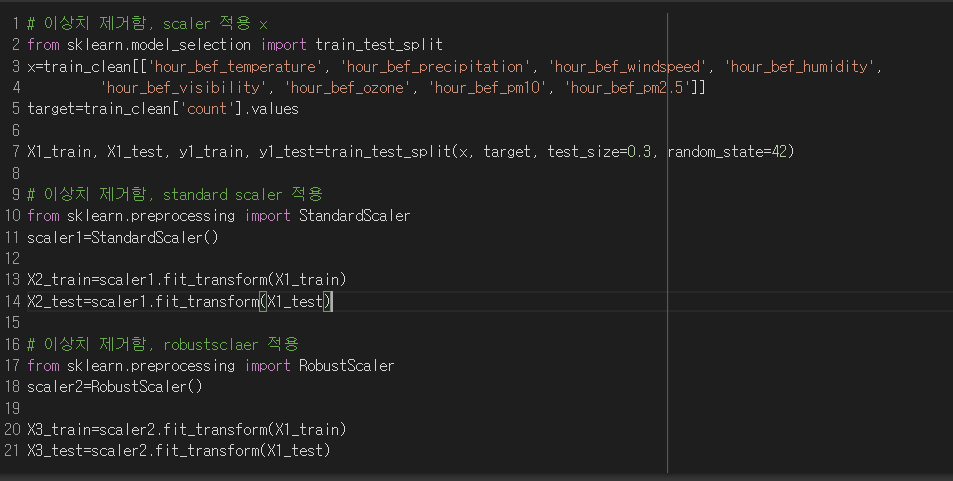 1 # 이상치 제거함, scaler 적용 x
2 from sklearn.model_selection import train_test_split
3 x=train_clean[['hour_bef_temperature', 'hour_bef_precipitation', 'hour_bef_windspeed', 'hour_bef_humidity',
4 'hour_bef_visibility', 'hour_bef_ozone', 'hour_bef_pm10', 'hour_bef_pm2.5']]
5 target=train_clean['count'].values
6
7 X1_train, X1_test, y1_train, y1_test=train_test_split(x, target, test_size=0.3, random_state=42)
8
9 # 이상치 제거함, standard scaler 적용
10 from sklearn.preprocessing import StandardScaler
11 scaler1=StandardScaler()
12
13 X2_train=scaler1.fit_transform(X1_train)
14 X2_test=scaler1.fit_transform(X1_test)
15
16 # 이상치 제거함, robustsclaer 적용
17 from sklearn.preprocessing import RobustScaler
18 scaler2=RobustScaler()
19
20 X3_train=scaler2.fit_transform(X1_train)
21 X3_test=scaler2.fit_transform(X1_test)